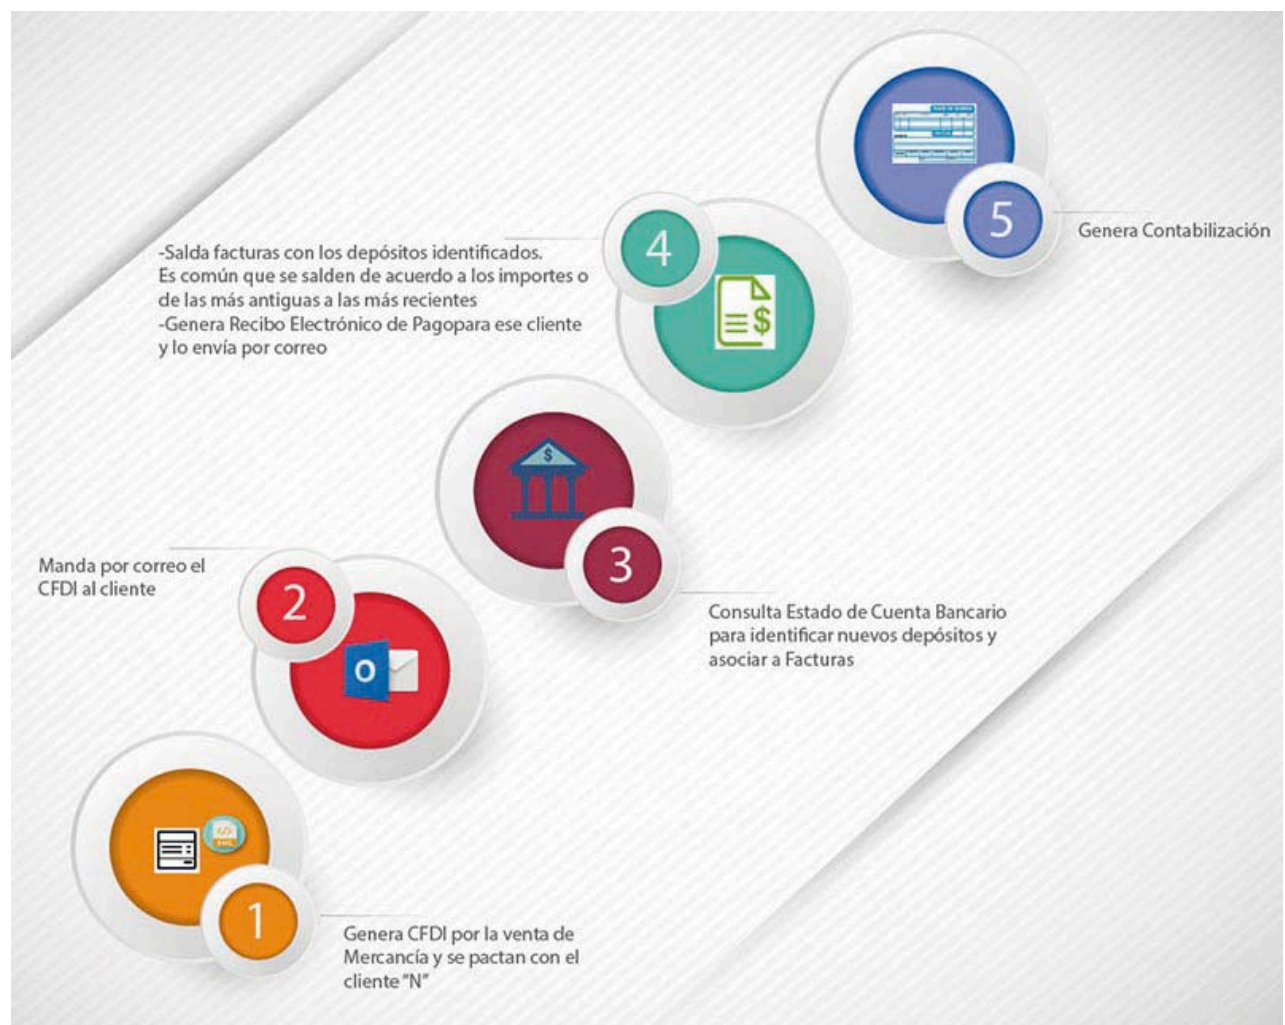 5
Genera Contabilización
4
-Salda facturas con los depósitos identificados.
Es común que se salden de acuerdo a los importes o
de las más antiguas a las más recientes
-Genera Recibo Electrónico de Pagopara ese cliente
y lo envía por correo
$
$
3
Consulta Estado de Cuenta Bancario
para identificar nuevos depósitos y
asociar a Facturas
Manda por correo el
CFDI al cliente
2
O
1
Genera CFDI por la venta de
Mercancía y se pactan con el
cliente "N"